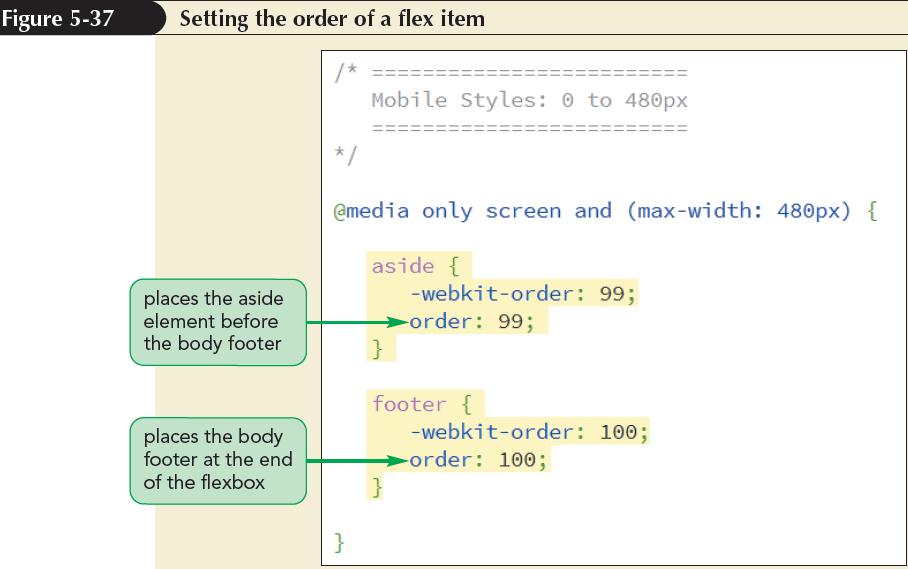 Figure 5-37 Setting the order of a flex item
/* =========================
Mobile Styles: 0 to 480px
=========================
*/
@media only screen and (max-width: 480px) {
aside {
-webkit-order: 99;
order: 99;
}
places the aside
element before
the body footer
footer {
-webkit-order: 100;
order: 100;
}
places the body
footer at the end
of the flexbox
}